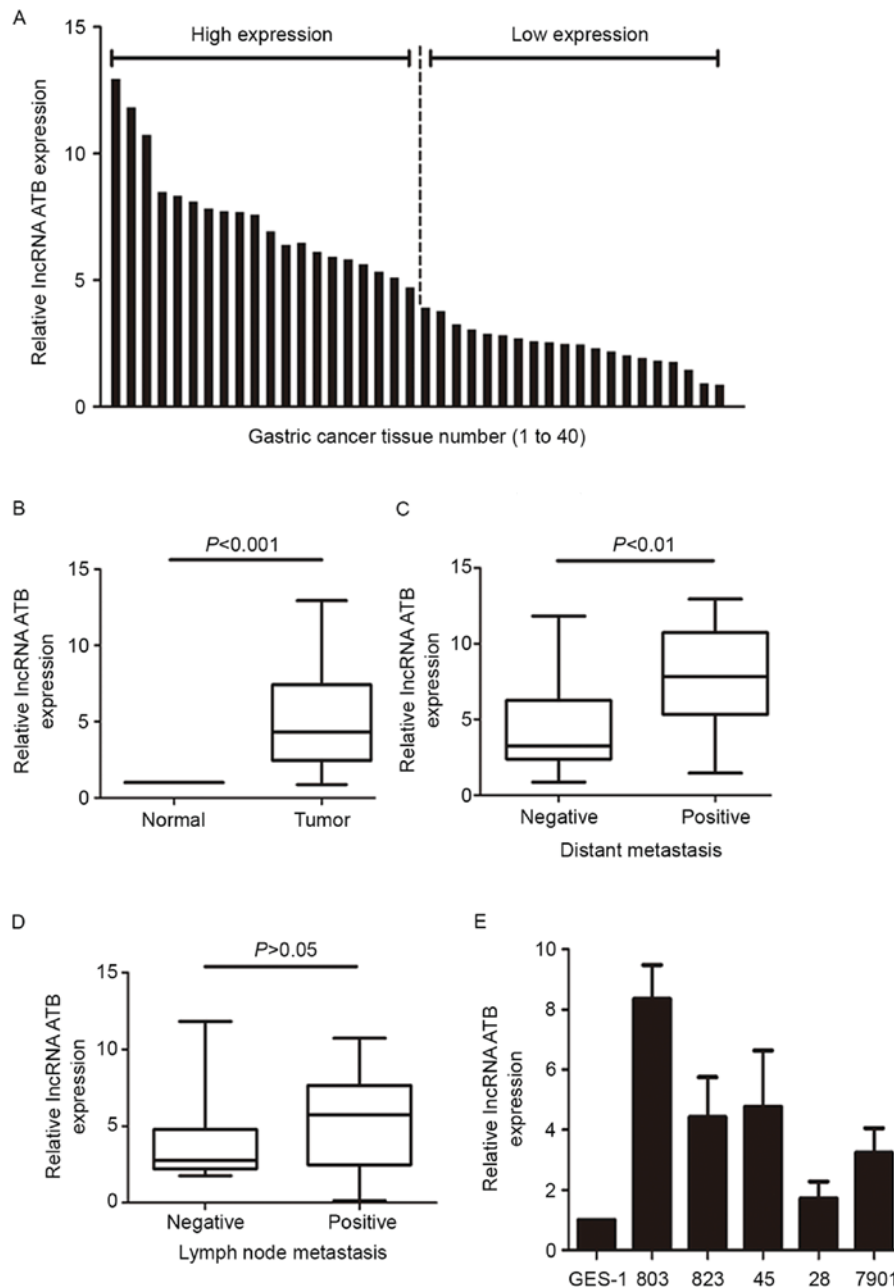 A
15
High expression
Low expression
10
5
0
Relative lncRNA ATB expression
Gastric cancer tissue number (1 to 40)
B
P<0.001
15
10
5
0
Relative lncRNA ATB
expression
Normal
Tumor
C
P<0.01
15
10
5
0
Relative lncRNA ATB
expression
Negative
Positive
Distant metastasis
D
P>0.05
15
10
5
0
Relative lncRNA ATB
expression
Negative
Positive
Lymph node metastasis
E
10
8
6
4
2
0
Relative lncRNA ATB
expression
GES-1 803 823 45 28 7901